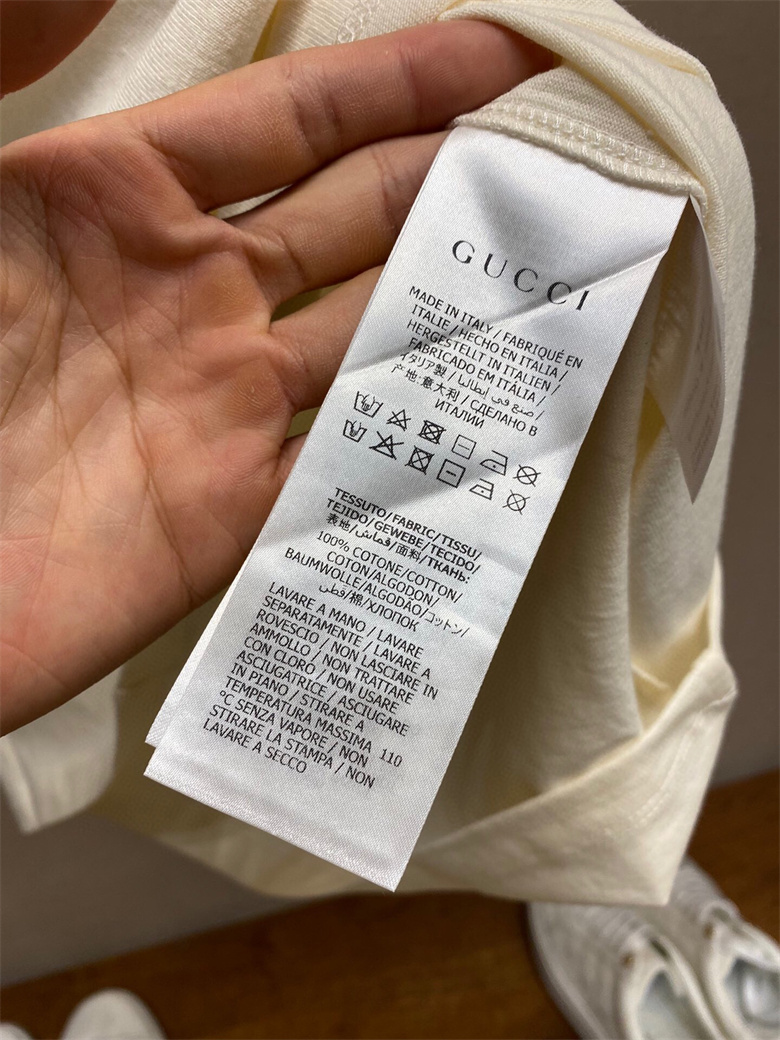 GUCCI
MADE IN ITALY / FABRIQUÉ EN
ITALIE / HECHO EN ITALIA /
HERGESTELLT IN ITALIEN /
FABRICADO EM ITÁLIA /
イタリア製 / صنع في إيطاليا /
产地:意大利 / СДЕЛАНО В
ИТАЛИИ
TESSUTO/FABRIC/TISSU/
TEJIDO/GEWEBE/TECIDO/
表地/قماش/面料/ТКАНЬ:
100% COTONE/COTTON/
COTON/ALGODON/
BAUMWOLLE/ALGODÃO/コットン/
قطن/棉/ХЛОПОК
LAVARE A MANO / LAVARE
SEPARATAMENTE / LAVARE A
ROVESCIO / NON LASCIARE IN
AMMOLLO / NON TRATTARE
CON CLORO / NON USARE
ASCIUGATRICE / ASCIUGARE
IN PIANO / STIRARE A
TEMPERATURA MASSIMA 110
°C SENZA VAPORE / NON
STIRARE LA STAMPA / NON
LAVARE A SECCO